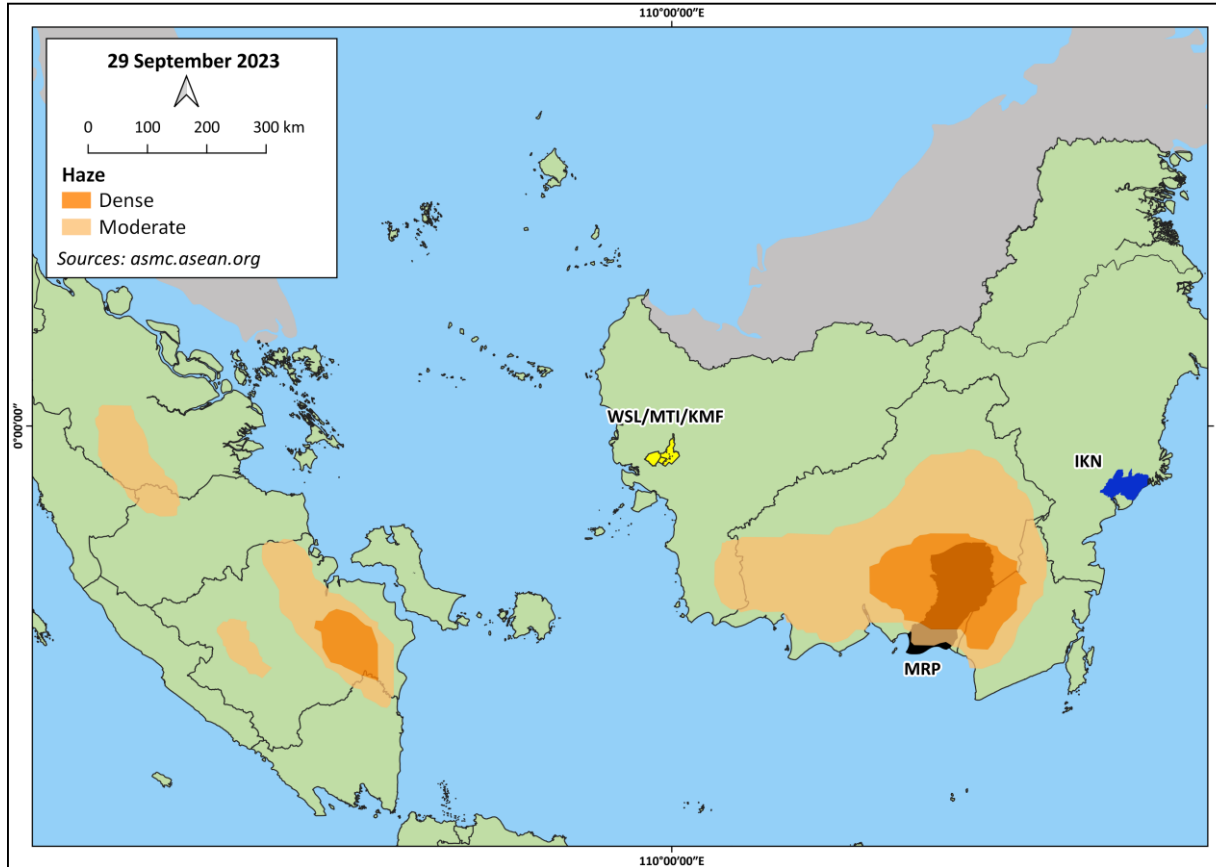 110°00'00"E
29 September 2023
0 100 200 300 km
Haze
Dense
Moderate
Sources: asmc.asean.org
0°00'00"
WSL/MTI/KMF
IKN
MRP
110°00'00"E